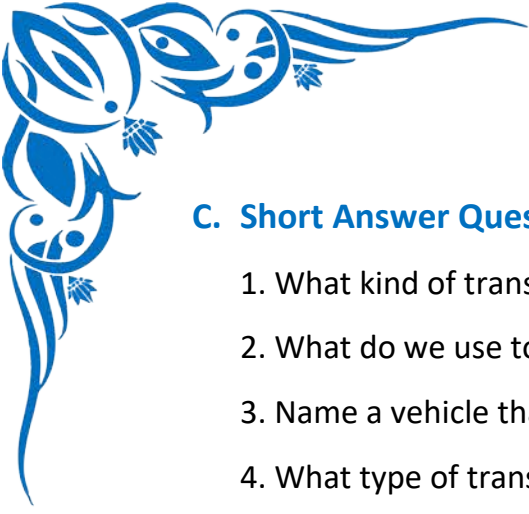 C. Short Answer Ques
1. What kind of trans
2. What do we use to
3. Name a vehicle tha
4. What type of trans